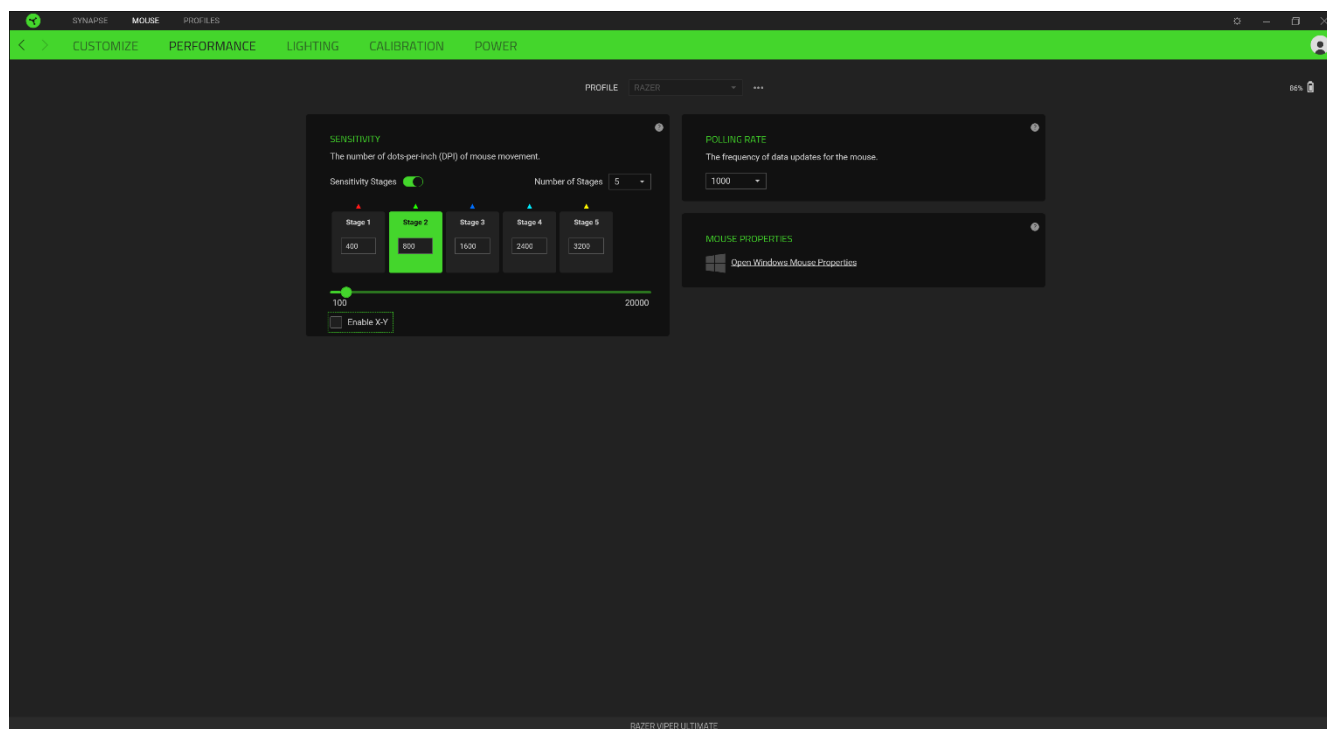 SYNAPSE MOUSE PROFILES
CUSTOMIZE PERFORMANCE LIGHTING CALIBRATION POWER
PROFILE RAZER
86%
SENSITIVITY
The number of dots-per-inch (DPI) of mouse movement.
Sensitivity Stages Number of Stages 5
Stage 1 Stage 2 Stage 3 Stage 4 Stage 5
400 800 1600 2400 3200
100 20000
Enable X-Y
POLLING RATE
The frequency of data updates for the mouse.
1000
MOUSE PROPERTIES
Open Windows Mouse Properties
RAZER VIPER ULTIMATE